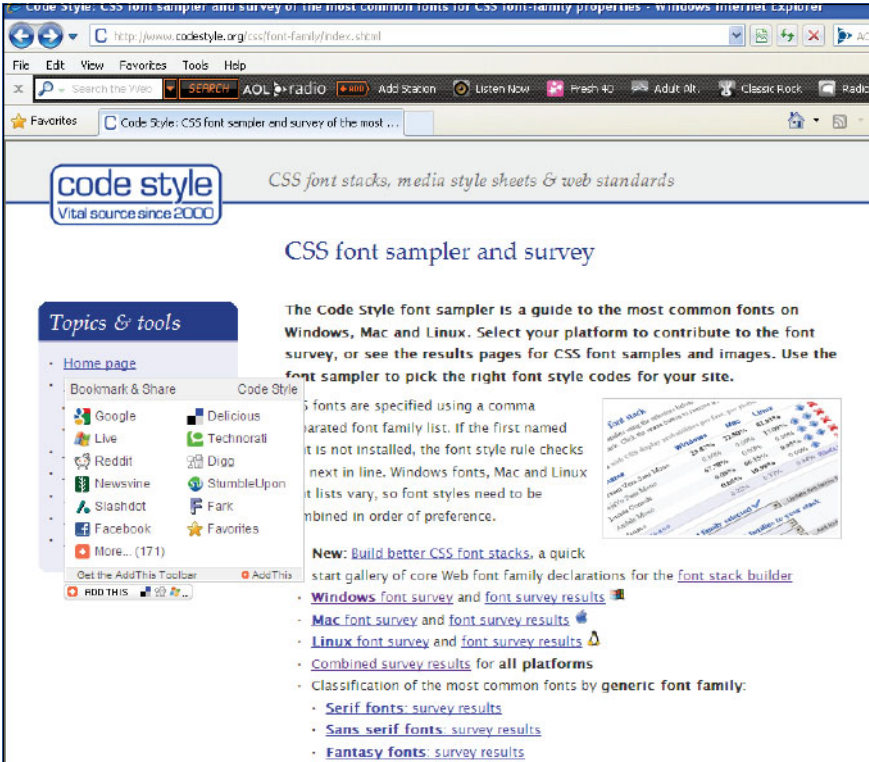 Code Style: CSS font sampler and survey of the most common fonts for CSS font-family properties - Windows Internet Explorer
http://www.codestyle.org/css/font-family/index.shtml
File Edit View Favorites Tools Help
x Search the Web SEARCH AOL radio ADD Add Station Listen Now Fresh 40 Adult Alt. Classic Rock Radio
Favorites Code Style: CSS font sampler and survey of the most ...
code style
Vital source since 2000
CSS font stacks, media style sheets & web standards
CSS font sampler and survey
Topics & tools
· Home page
The Code Style font sampler is a guide to the most common fonts on
Windows, Mac and Linux. Select your platform to contribute to the font
survey, or see the results pages for CSS font samples and images. Use the
font sampler to pick the right font style codes for your site.
Bookmark & Share Code Style
Google Delicious
Live Technorati
Reddit Digg
Newsvine StumbleUpon
Slashdot Fark
Facebook Favorites
More... (171)
Get the AddThis Toolbar AddThis
ADD THIS
S fonts are specified using a comma
arated font family list. If the first named
t is not installed, the font style rule checks
next in line. Windows fonts, Mac and Linux
t lists vary, so font styles need to be
mbined in order of preference.
Font stack
Windows Mac Linux
New: Build better CSS font stacks, a quick
start gallery of core Web font family declarations for the font stack builder
· Windows font survey and font survey results
· Mac font survey and font survey results
· Linux font survey and font survey results
· Combined survey results for all platforms
· Classification of the most common fonts by generic font family:
· Serif fonts: survey results
· Sans serif fonts: survey results
· Fantasy fonts: survey results